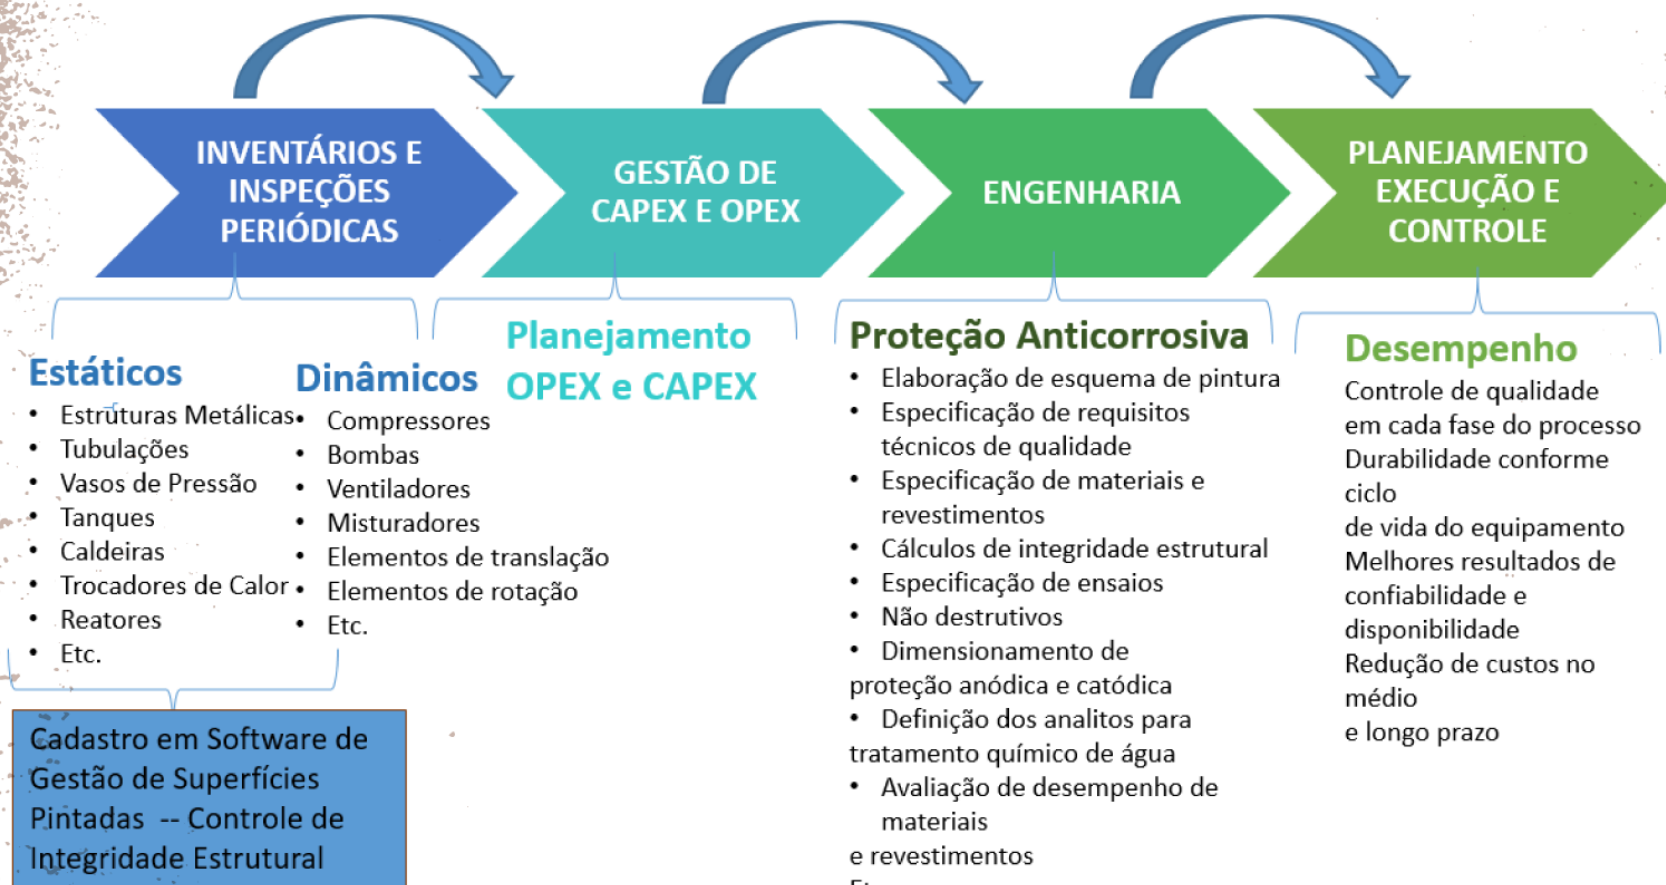 INVENTÁRIOS E
INSPEÇÕES
PERIÓDICAS
GESTÃO DE
CAPEX E OPEX
ENGENHARIA
PLANEJAMENTO
EXECUÇÃO E
CONTROLE
Estáticos
• Estruturas Metálicas
• Tubulações
• Vasos de Pressão
• Tanques
• Caldeiras
• Trocadores de Calor
• Reatores
• Etc.
Dinâmicos
• Compressores
• Bombas
• Ventiladores
• Misturadores
• Elementos de translação
• Elementos de rotação
• Etc.
Cadastro em Software de
Gestão de Superfícies
Pintadas -- Controle de
Integridade Estrutural
Planejamento
OPEX e CAPEX
Proteção Anticorrosiva
• Elaboração de esquema de pintura
• Especificação de requisitos
técnicos de qualidade
• Especificação de materiais e
revestimentos
• Cálculos de integridade estrutural
• Especificação de ensaios
• Não destrutivos
• Dimensionamento de
proteção anódica e catódica
• Definição dos analitos para
tratamento químico de água
• Avaliação de desempenho de
materiais
e revestimentos
Desempenho
Controle de qualidade
em cada fase do processo
Durabilidade conforme
ciclo
de vida do equipamento
Melhores resultados de
confiabilidade e
disponibilidade
Redução de custos no
médio
e longo prazo